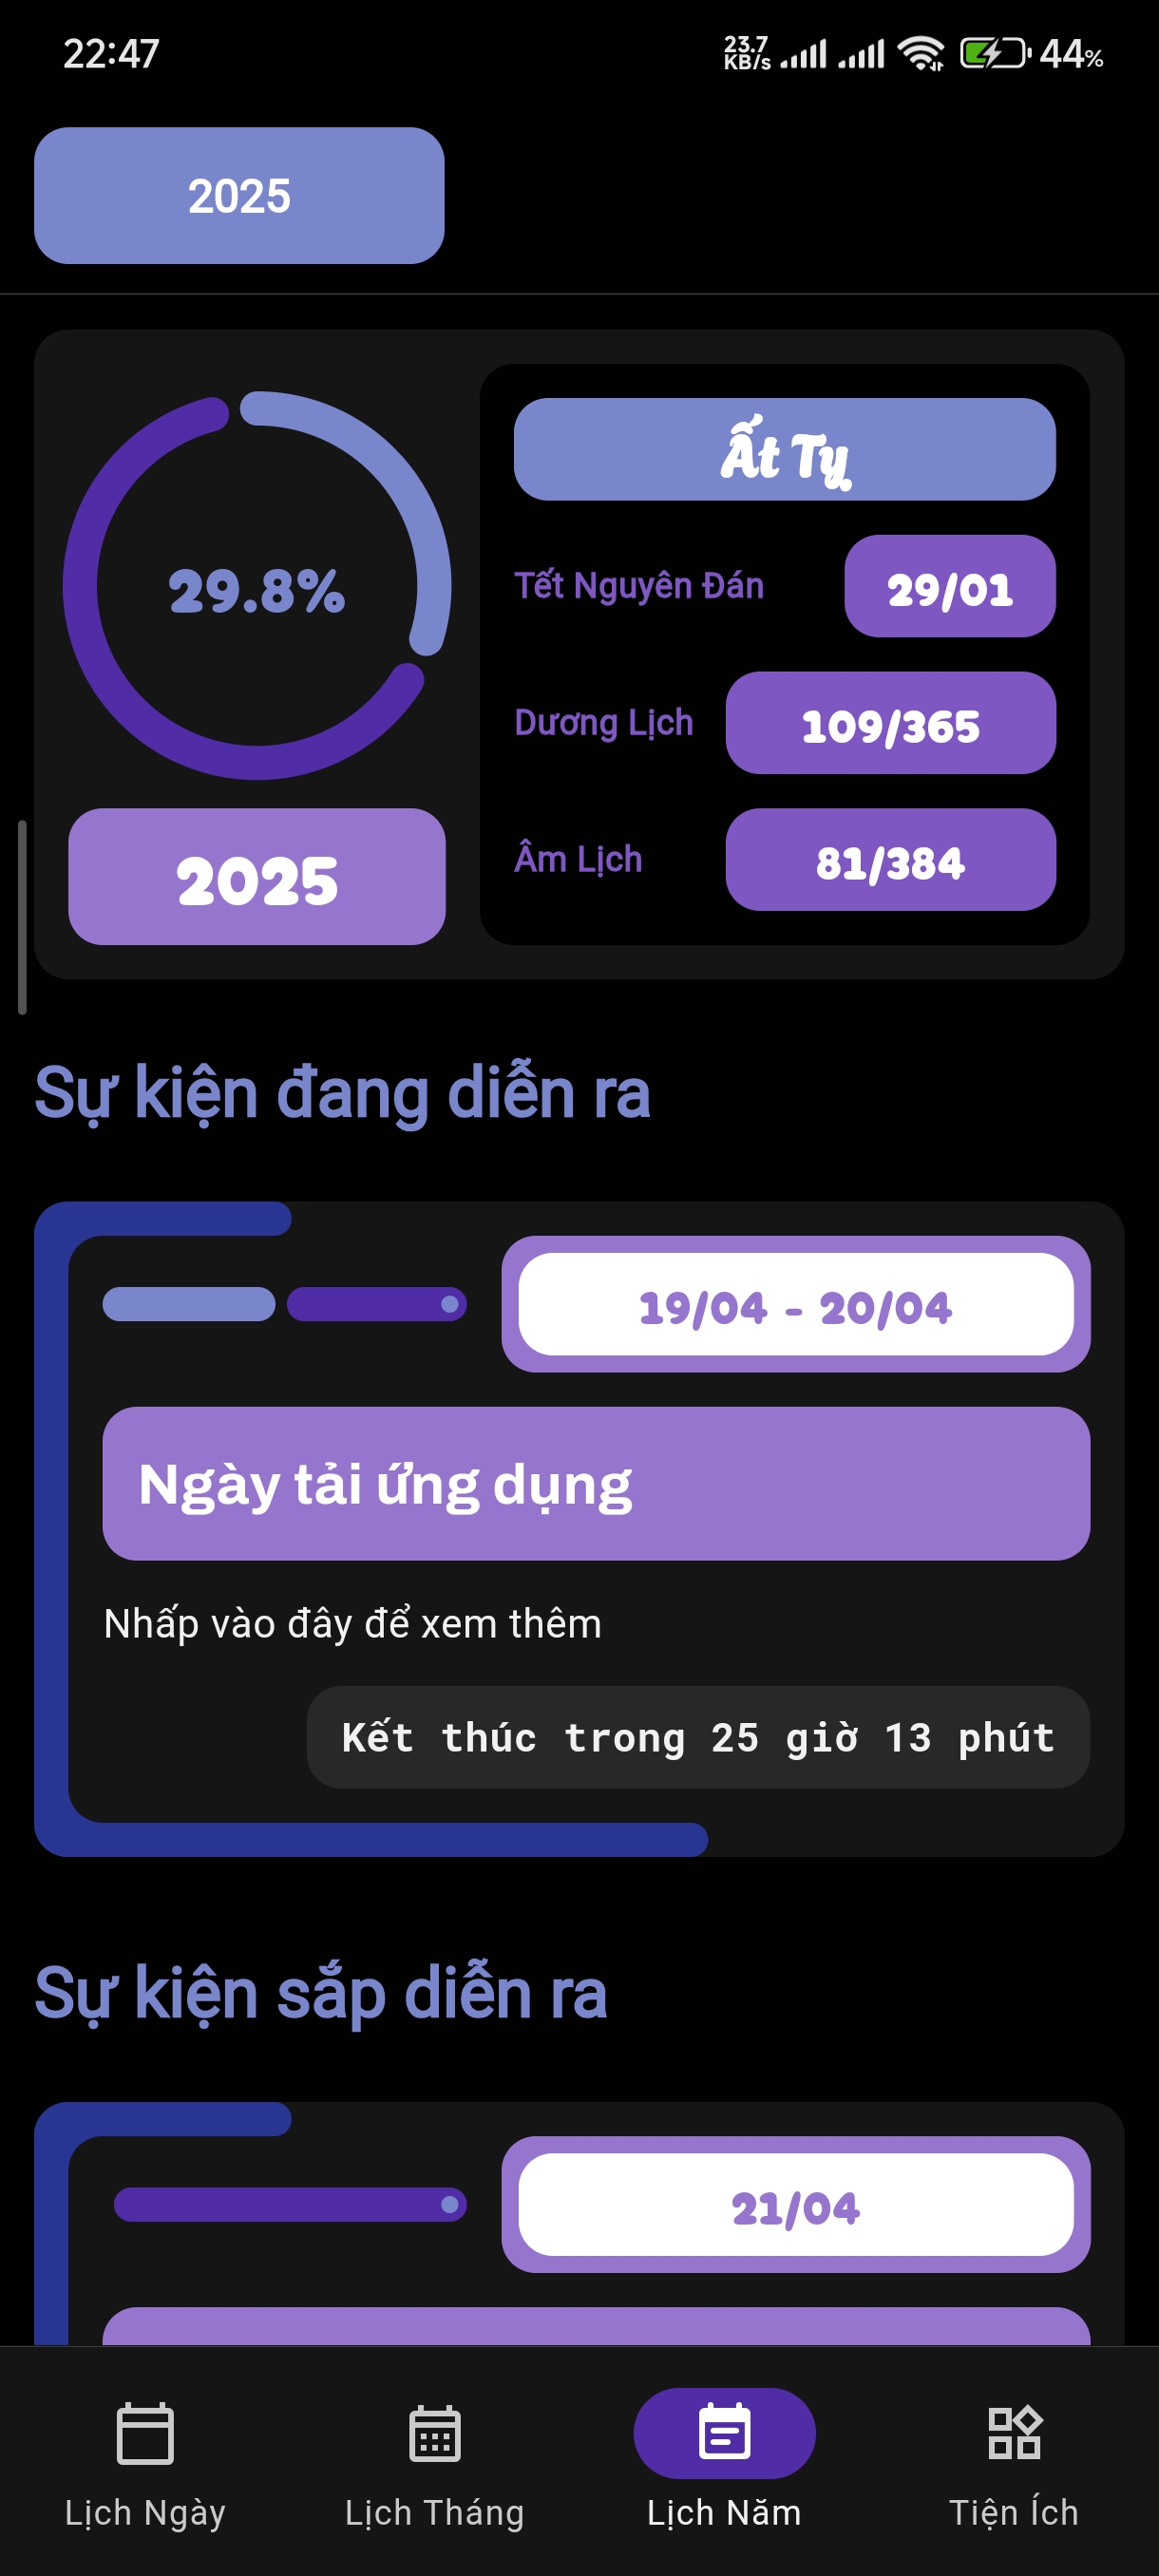 22:47
23.7
KB/s
44%
2025
29.8%
2025
Ất Tỵ
Tết Nguyên Đán
29/01
Dương Lịch
109/365
Âm Lịch
81/384
Sự kiện đang diễn ra
19/04 - 20/04
Ngày tải ứng dụng
Nhấp vào đây để xem thêm
Kết thúc trong 25 giờ 13 phút
Sự kiện sắp diễn ra
21/04
Lịch Ngày
Lịch Tháng
Lịch Năm
Tiện Ích